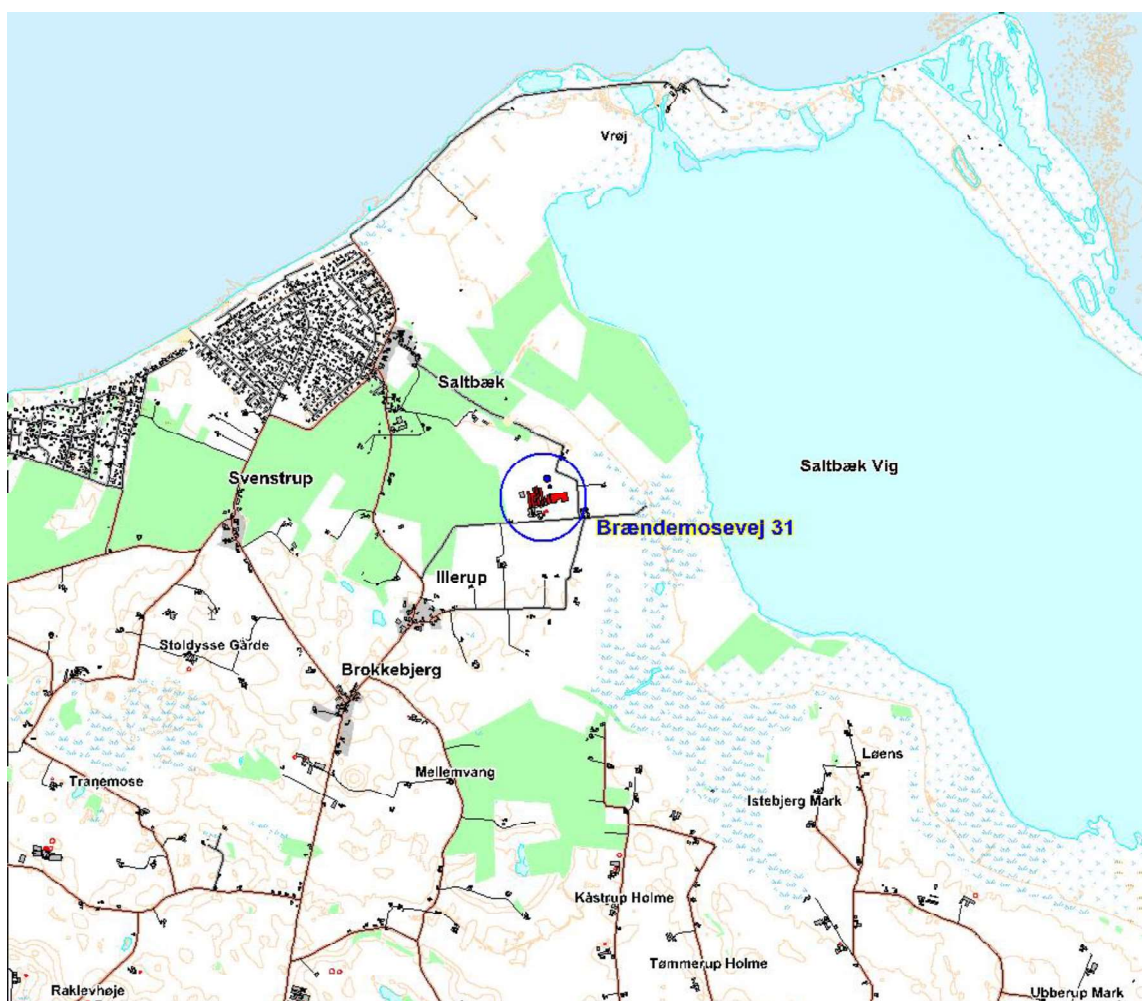 Vrøj
Saltbæk
Saltbæk Vig
Svenstrup
Brændemosevej 31
Illerup
Stoldysse Gårde
Brokkebjerg
Løens
Mellemvang
Tranemose
Istebjerg Mark
Kåstrup Holme
Tømmerup Holme
Raklevhøje
Ubberup Mark